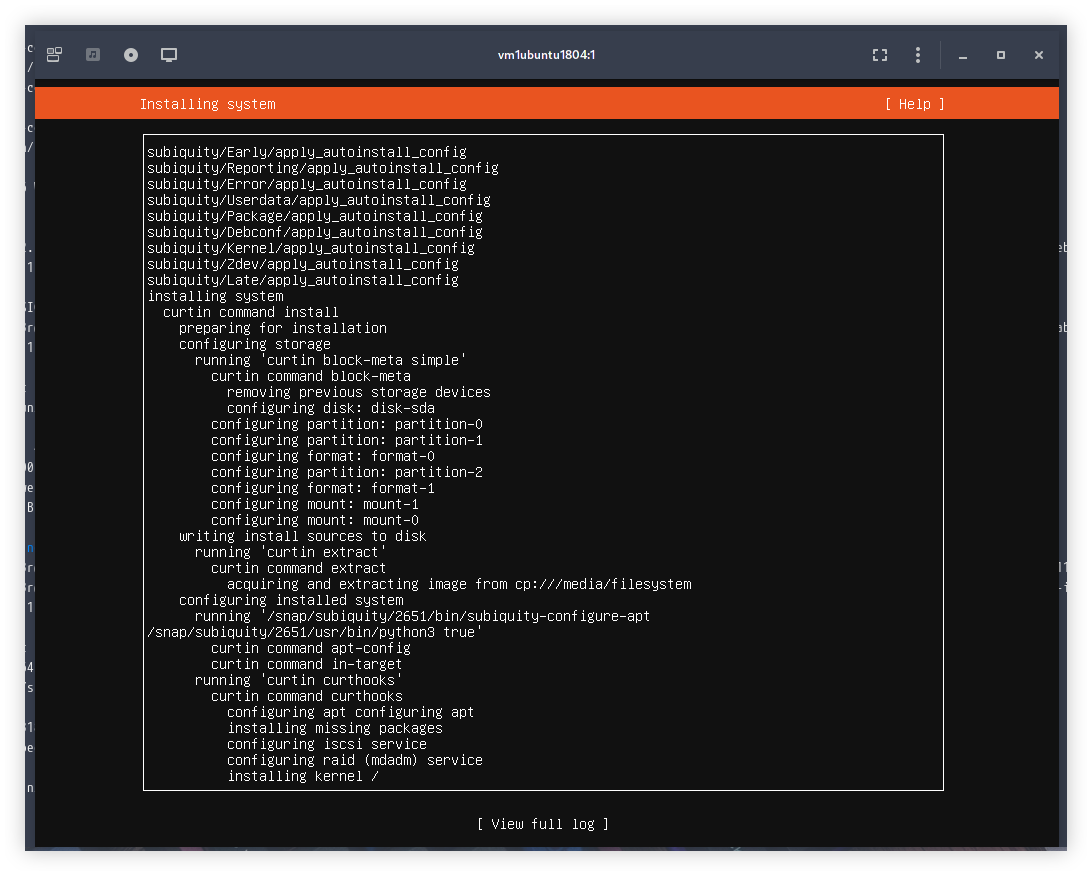 vm1ubuntu1804:1
Installing system [ Help ]
subiquity/Early/apply_autoinstall_config
subiquity/Reporting/apply_autoinstall_config
subiquity/Error/apply_autoinstall_config
subiquity/Userdata/apply_autoinstall_config
subiquity/Package/apply_autoinstall_config
subiquity/Debconf/apply_autoinstall_config
subiquity/Kernel/apply_autoinstall_config
subiquity/Zdev/apply_autoinstall_config
subiquity/Late/apply_autoinstall_config
installing system
curtin command install
preparing for installation
configuring storage
running 'curtin block-meta simple'
curtin command block-meta
removing previous storage devices
configuring disk: disk-sda
configuring partition: partition-0
configuring partition: partition-1
configuring format: format-0
configuring partition: partition-2
configuring format: format-1
configuring mount: mount-1
configuring mount: mount-0
writing install sources to disk
running 'curtin extract'
curtin command extract
acquiring and extracting image from cp:///media/filesystem
configuring installed system
running '/snap/subiquity/2651/bin/subiquity-configure-apt
/snap/subiquity/2651/usr/bin/python3 true'
curtin command apt-config
curtin command in-target
running 'curtin curthooks'
curtin command curthooks
configuring apt configuring apt
installing missing packages
configuring iscsi service
configuring raid (mdadm) service
installing kernel /
[ View full log ]